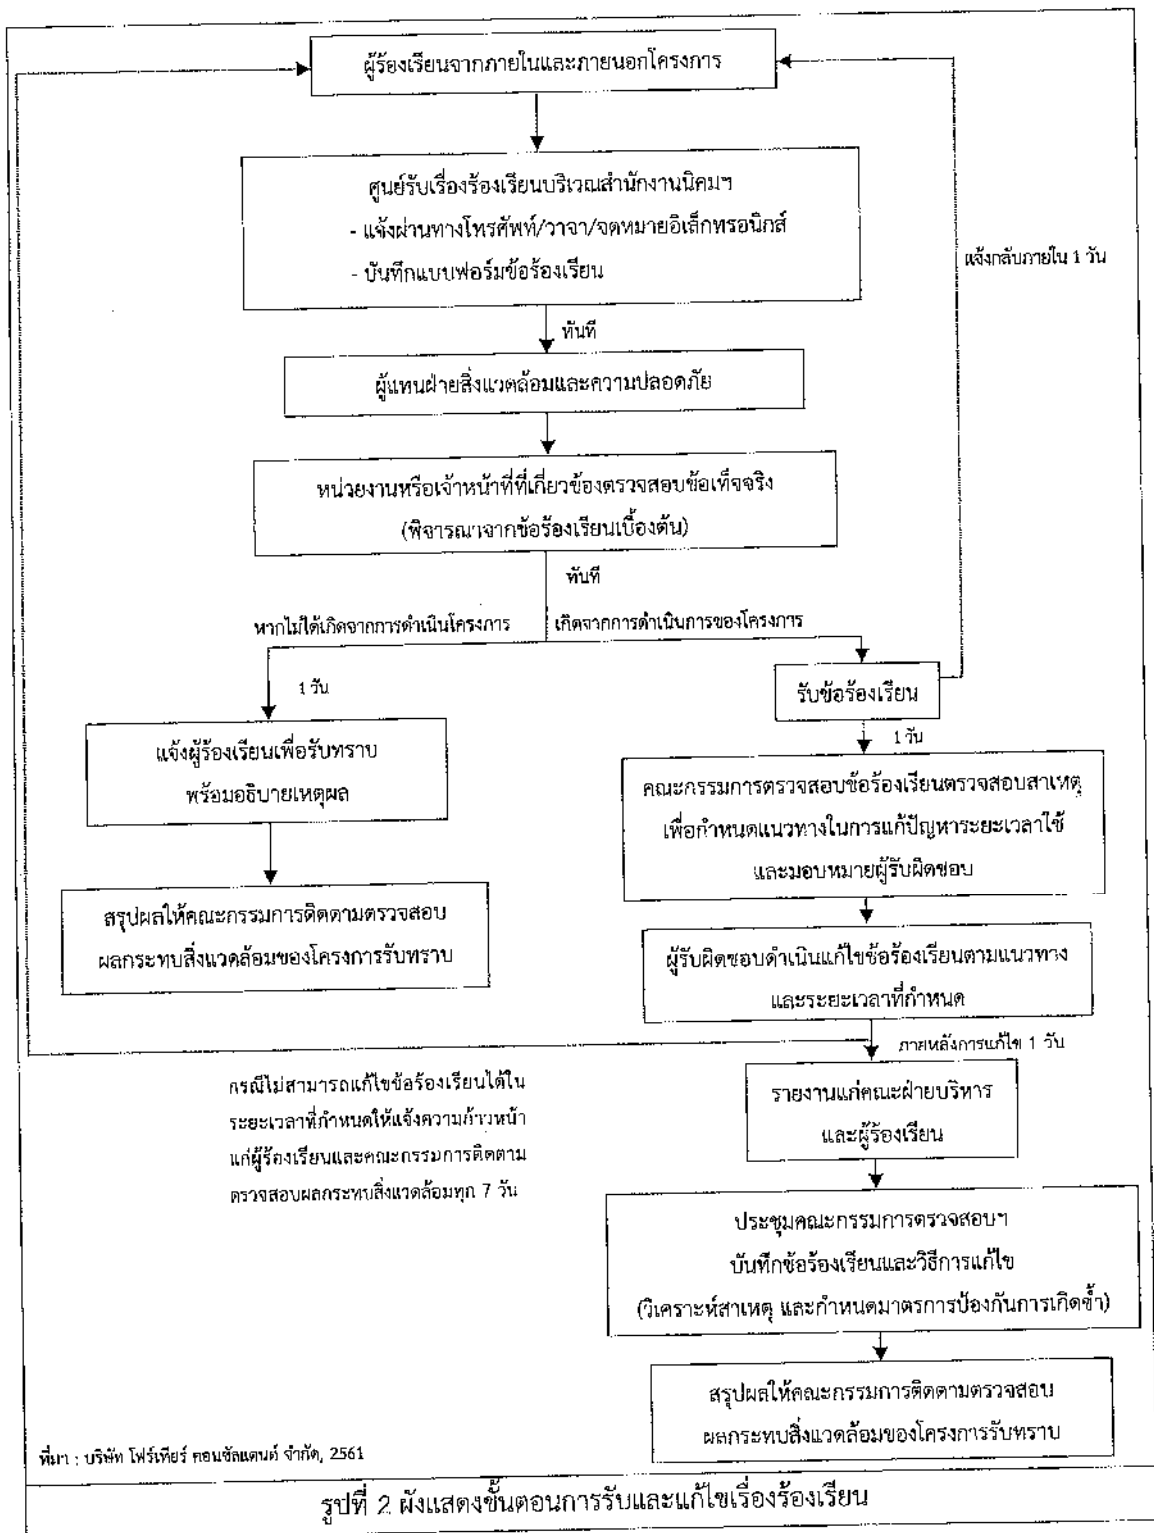 ผู้ร้องเรียนจากภายในและภายนอกโครงการ
ศูนย์รับเรื่องร้องเรียนบริเวณสำนักงานนิคมฯ
- แจ้งผ่านทางโทรศัพท์/วาจา/จดหมายอิเล็กทรอนิกส์
- บันทึกแบบฟอร์มข้อร้องเรียน
แจ้งกลับภายใน 1 วัน
ทันที
ผู้แทนฝ่ายสิ่งแวดล้อมและความปลอดภัย
หน่วยงานหรือเจ้าหน้าที่ที่เกี่ยวข้องตรวจสอบข้อเท็จจริง
(พิจารณาจากข้อร้องเรียนเบื้องต้น)
ทันที
หากไม่ได้เกิดจากการดำเนินโครงการ
เกิดจากการดำเนินการของโครงการ
1 วัน
รับข้อร้องเรียน
1 วัน
แจ้งผู้ร้องเรียนเพื่อรับทราบ
พร้อมอธิบายเหตุผล
คณะกรรมการตรวจสอบข้อร้องเรียนตรวจสอบสาเหตุ
เพื่อกำหนดแนวทางในการแก้ปัญหาระยะเวลาใช้
และมอบหมายผู้รับผิดชอบ
สรุปผลให้คณะกรรมการติดตามตรวจสอบ
ผลกระทบสิ่งแวดล้อมของโครงการรับทราบ
ผู้รับผิดชอบดำเนินแก้ไขข้อร้องเรียนตามแนวทาง
และระยะเวลาที่กำหนด
ภายหลังการแก้ไข 1 วัน
กรณีไม่สามารถแก้ไขข้อร้องเรียนได้ใน
ระยะเวลาที่กำหนดให้แจ้งความก้าวหน้า
แก่ผู้ร้องเรียนและคณะกรรมการติดตาม
ตรวจสอบผลกระทบสิ่งแวดล้อมทุก 7 วัน
รายงานแก่คณะฝ่ายบริหาร
และผู้ร้องเรียน
ประชุมคณะกรรมการตรวจสอบฯ
บันทึกข้อร้องเรียนและวิธีการแก้ไข
(วิเคราะห์สาเหตุ และกำหนดมาตรการป้องกันการเกิดซ้ำ)
สรุปผลให้คณะกรรมการติดตามตรวจสอบ
ผลกระทบสิ่งแวดล้อมของโครงการรับทราบ
ที่มา : บริษัท โฟร์เทียร์ คอนซัลแตนต์ จำกัด, 2561
รูปที่ 2 ผังแสดงขั้นตอนการรับและแก้ไขเรื่องร้องเรียน